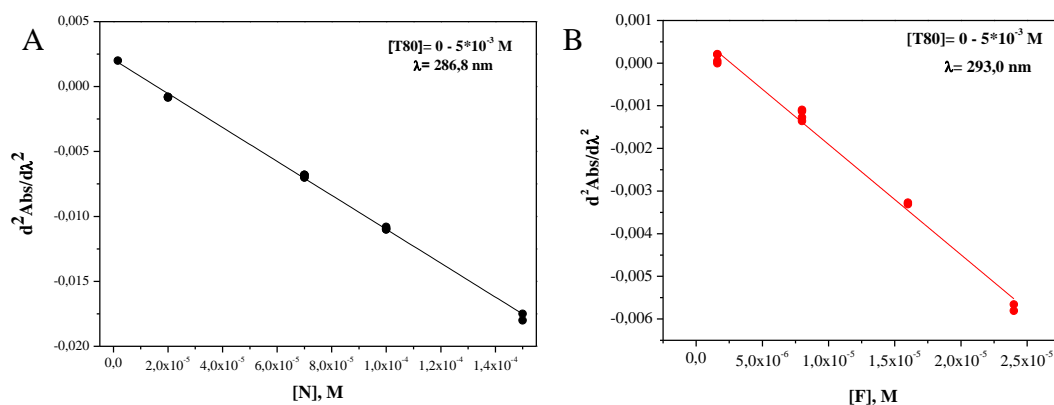 A
[T80]= 0 - 5*10⁻³ M
λ= 286,8 nm
0,005
0,000
-0,005
-0,010
-0,015
-0,020
d²Abs/dλ²
0,0 2,0x10⁻⁵ 4,0x10⁻⁵ 6,0x10⁻⁵ 8,0x10⁻⁵ 1,0x10⁻⁴ 1,2x10⁻⁴ 1,4x10⁻⁴
[N], M
B
[T80]= 0 - 5*10⁻³ M
λ= 293,0 nm
0,001
0,000
-0,001
-0,002
-0,003
-0,004
-0,005
-0,006
d²Abs/dλ²
0,0 5,0x10⁻⁶ 1,0x10⁻⁵ 1,5x10⁻⁵ 2,0x10⁻⁵ 2,5x10⁻⁵
[F], M